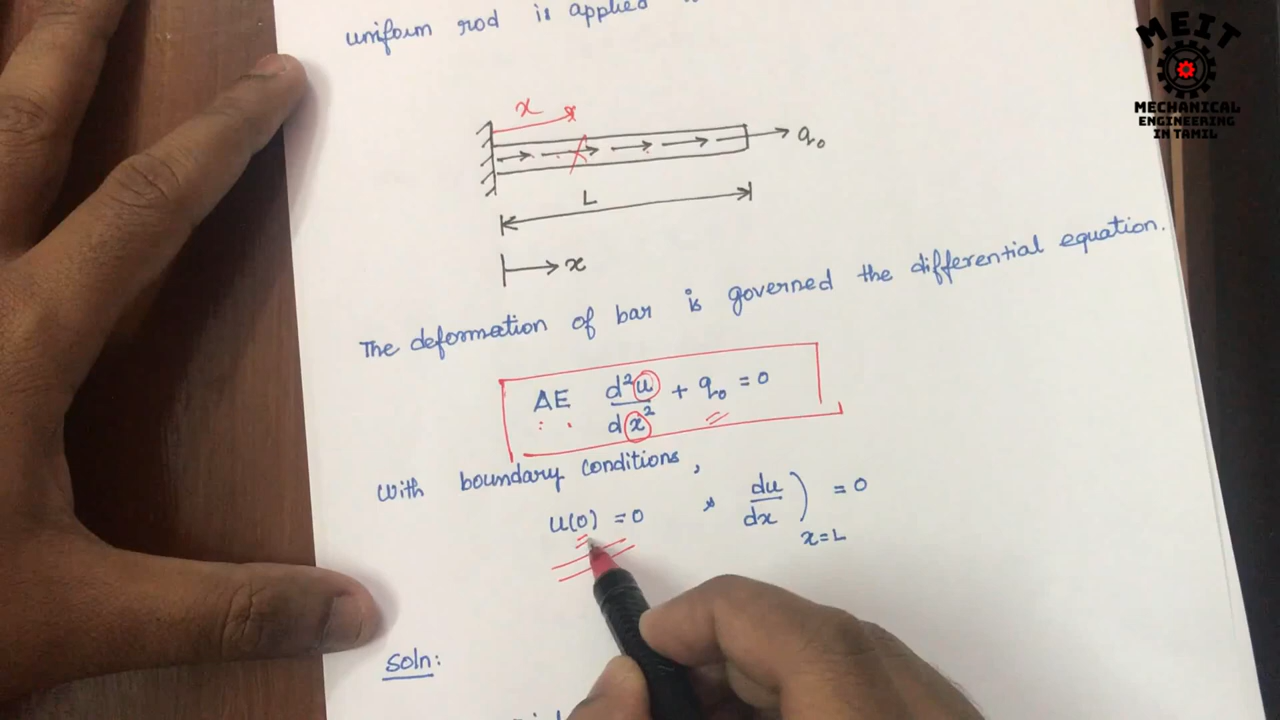 uniform rod is applied
MEIT
MECHANICAL
ENGINEERING
IN TAMIL
x
q₀
L
x
The deformation of bar is governed the differential equation.
AE d²u/dx² + q₀ = 0
With boundary conditions,
u(0) = 0 , du/dx)x=L = 0
Soln: